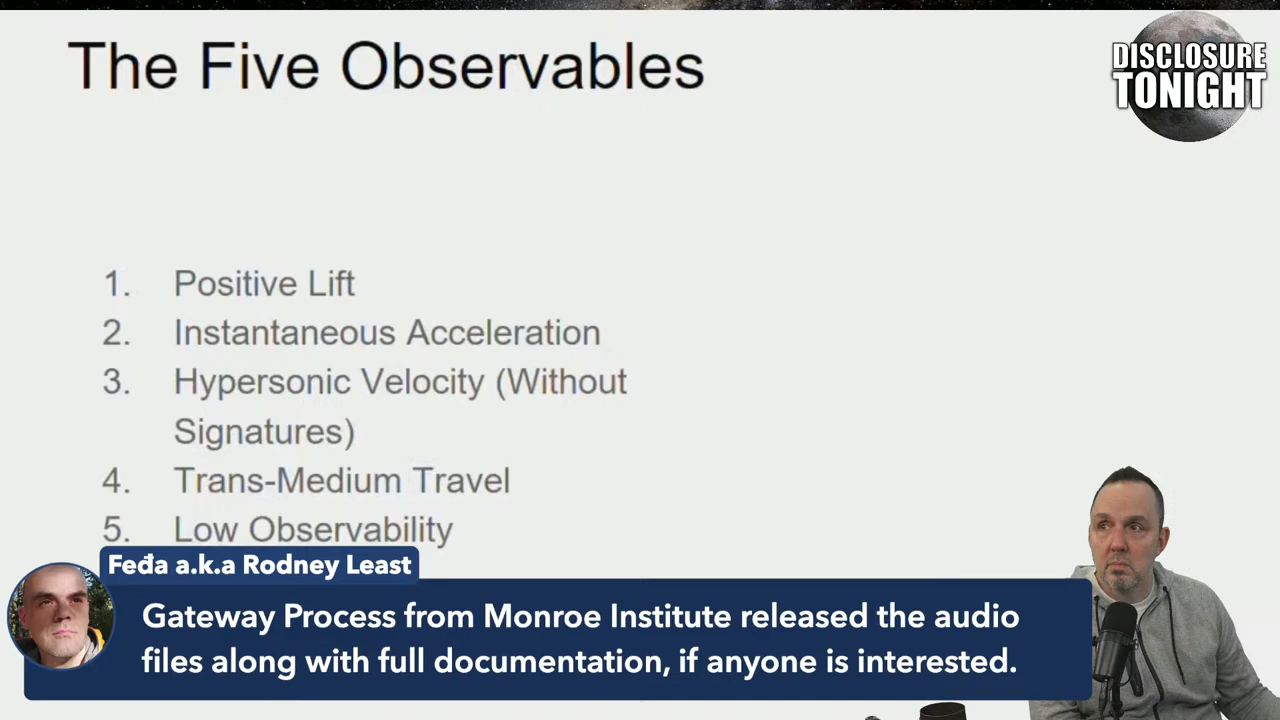 The Five Observables
DISCLOSURE
TONIGHT
1. Positive Lift
2. Instantaneous Acceleration
3. Hypersonic Velocity (Without
Signatures)
4. Trans-Medium Travel
5. Low Observability
Feđa a.k.a Rodney Least
Gateway Process from Monroe Institute released the audio
files along with full documentation, if anyone is interested.